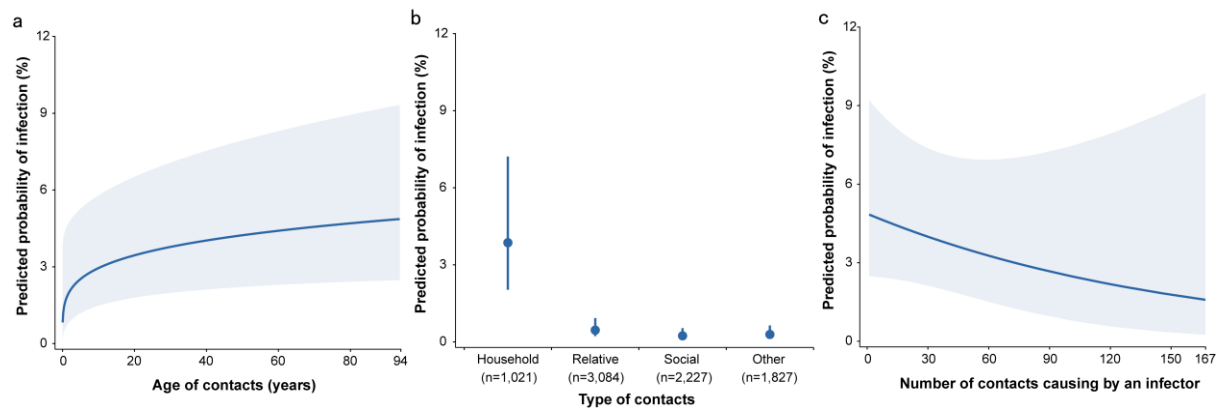 a
Predicted probability of infection (%)
12
9
6
3
0
0 20 40 60 80 94
Age of contacts (years)
b
Predicted probability of infection (%)
12
9
6
3
0
Household Relative Social Other
(n=1,021) (n=3,084) (n=2,227) (n=1,827)
Type of contacts
c
Predicted probability of infection (%)
12
9
6
3
0
0 30 60 90 120 150 167
Number of contacts causing by an infector